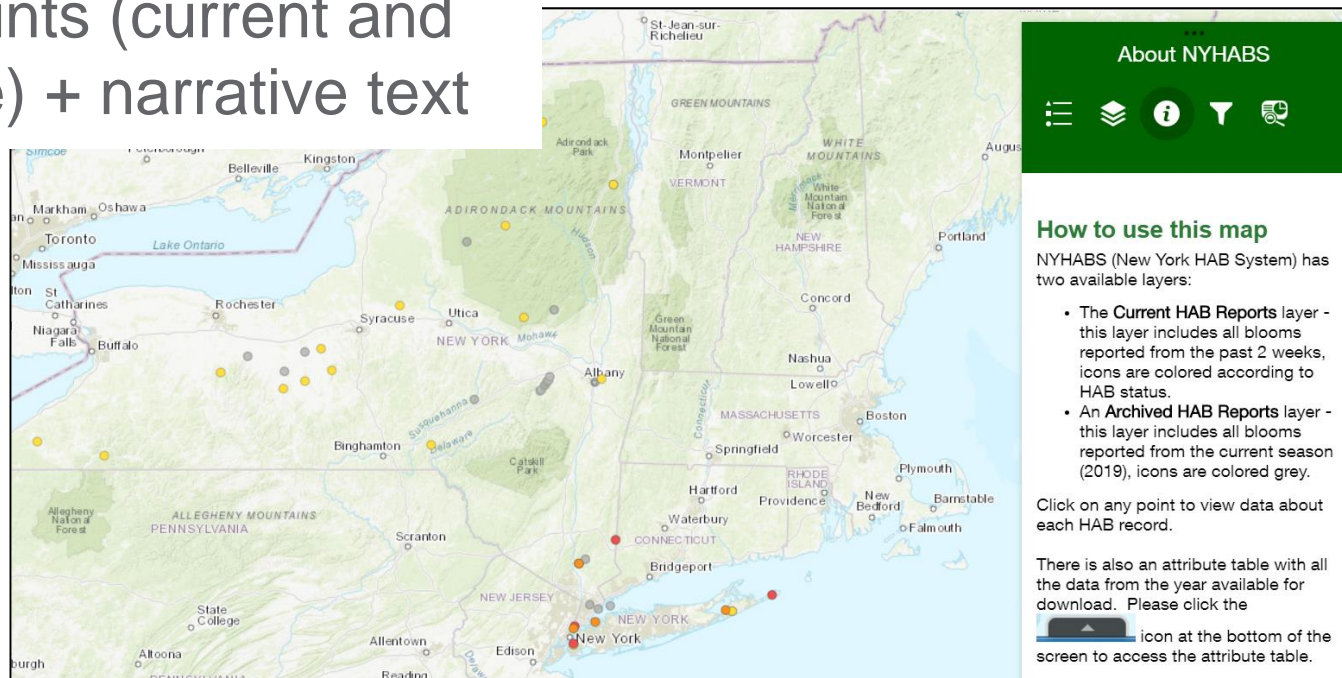 nts (current and
e) + narrative text
About NYHABS
How to use this map
NYHABS (New York HAB System) has
two available layers:
• The Current HAB Reports layer -
this layer includes all blooms
reported from the past 2 weeks,
icons are colored according to
HAB status.
• An Archived HAB Reports layer -
this layer includes all blooms
reported from the current season
(2019), icons are colored grey.
Click on any point to view data about
each HAB record.
There is also an attribute table with all
the data from the year available for
download. Please click the
icon at the bottom of the
screen to access the attribute table.
St-Jean-sur-
Richelieu
GREEN MOUNTAINS
Adirondack
Park
Montpelier
WHITE
MOUNTAINS
Augus
Simcoe
Belleville
Kingston
VERMONT
White
Mountain
National
Forest
Merrimack
Markham
Oshawa
ADIRONDACK MOUNTAINS
Hudson
NEW
HAMPSHIRE
Portland
Toronto
Lake Ontario
Mississauga
St
Catharines
Rochester
Syracuse
Utica
Concord
Niagara
Falls
Buffalo
NEW YORK
Mohawk
Green
Mountain
National
Forest
Nashua
Lowell
Albany
Susquehanna
Connecticut
MASSACHUSETTS
Boston
Worcester
Binghamton
Delaware
Springfield
Catskill
Park
RHODE
ISLAND
Plymouth
Hartford
Providence
New
Bedford
Barnstable
Allegheny
National
Forest
ALLEGHENY MOUNTAINS
PENNSYLVANIA
Waterbury
Falmouth
Scranton
CONNECTICUT
Bridgeport
NEW JERSEY
State
College
NEW YORK
Allentown
New York
Edison
Altoona
burgh
Reading